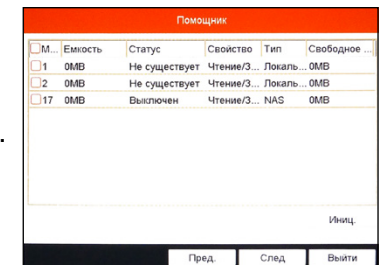 Помощник
М... Емкость Статус Свойство Тип Свободное ...
1 0MB Не существует Чтение/З... Локаль... 0MB
2 0MB Не существует Чтение/З... Локаль... 0MB
17 0MB Выключен Чтение/З... NAS 0MB
.
Иниц.
Пред. След Выйти